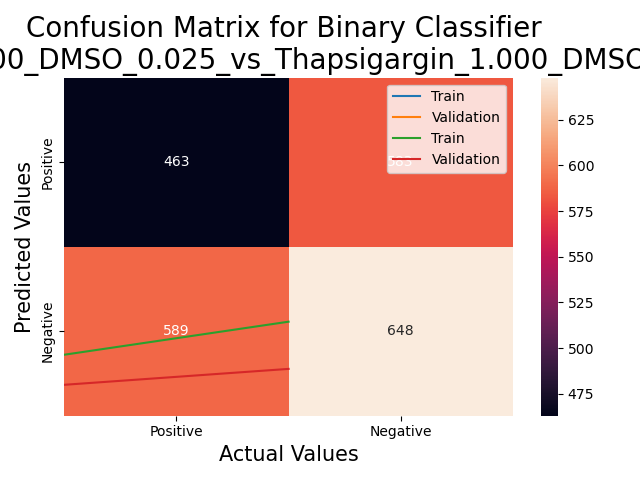 Confusion Matrix for Binary Classifier
00_DMSO_0.025_vs_Thapsigargin_1.000_DMSO
Train
Validation
Train
Validation
625
600
575
550
525
500
475
Positive
Negative
Predicted Values
463
589
648
Positive
Negative
Actual Values